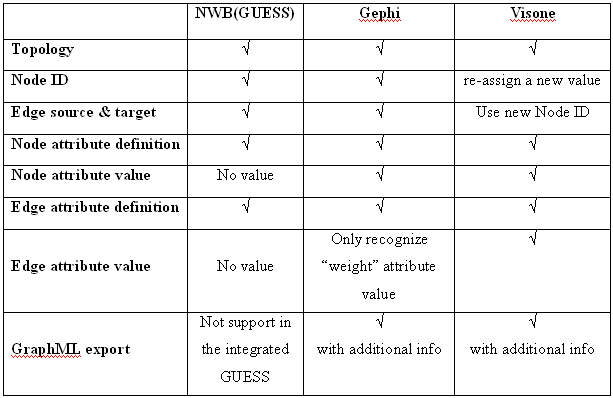 NWB(GUESS) Gephi Visone
Topology √ √ √
Node ID √ √ re-assign a new value
Edge source & target √ √ Use new Node ID
Node attribute definition √ √ √
Node attribute value No value √ √
Edge attribute definition √ √ √
Edge attribute value No value Only recognize
“weight” attribute
value √
GraphML export Not support in
the integrated
GUESS √
with additional info √
with additional info